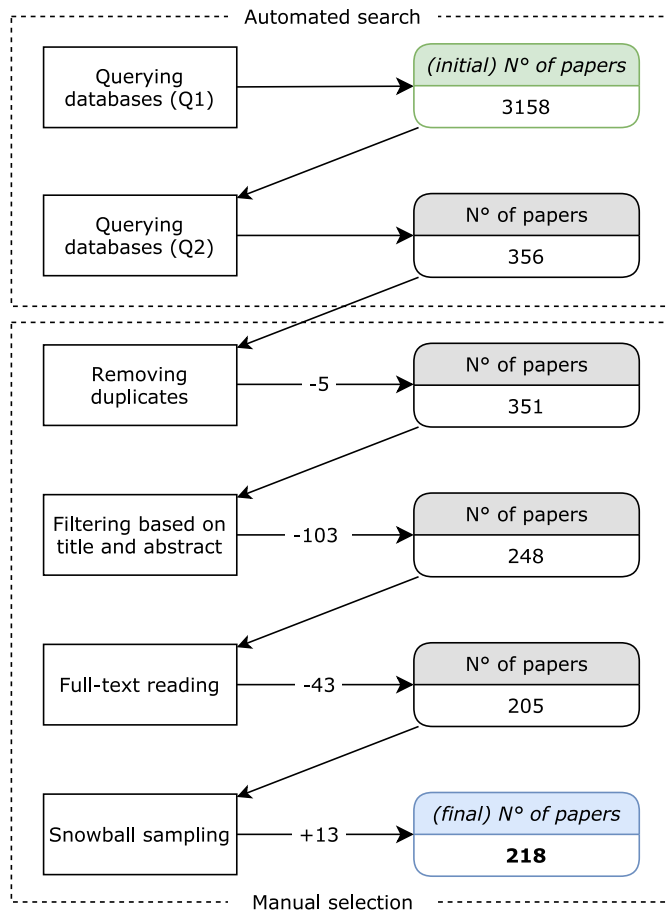 Automated search
Querying
databases (Q1)
(initial) N° of papers
3158
Querying
databases (Q2)
N° of papers
356
Removing
duplicates
-5
N° of papers
351
Filtering based on
title and abstract
-103
N° of papers
248
Full-text reading
-43
N° of papers
205
Snowball sampling
+13
(final) N° of papers
218
Manual selection